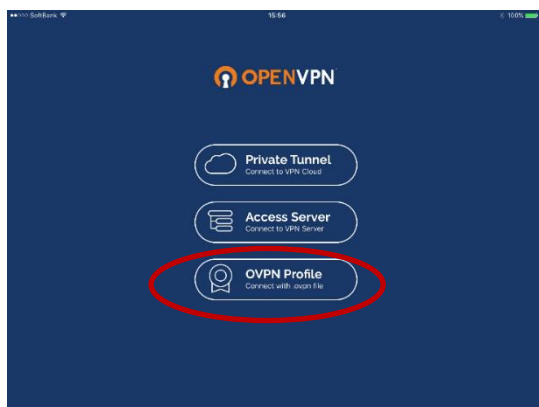 SoftBank
15:56
100%
OPENVPN
Private Tunnel
Connect to VPN Cloud
Access Server
Connect to VPN Server
OVPN Profile
Connect with .ovpn file